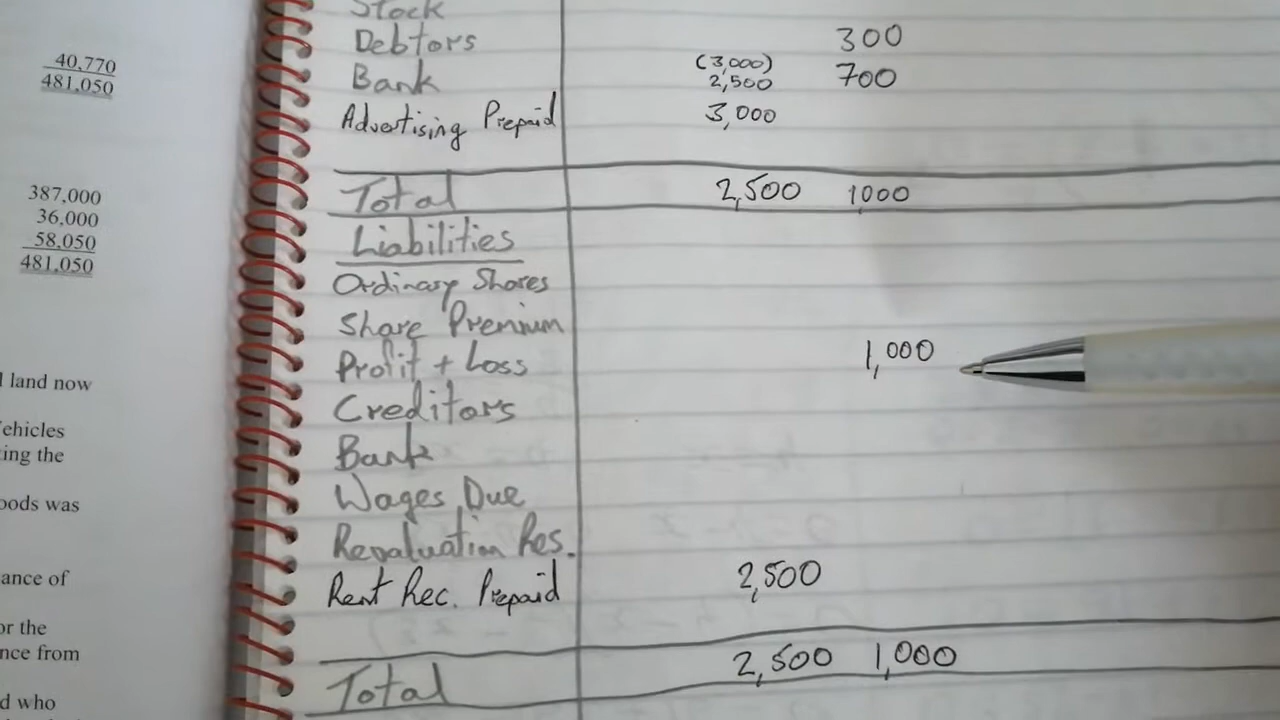 40,770
481,050
387,000
36,000
58,050
481,050
l land now
ehicles
ing the
oods was
ance of
or the
nce from
d who
Stock
Debtors 300
Bank (3,000) 2,500 700
Advertising Prepaid 3,000
Total 2,500 1000
Liabilities
Ordinary Shares
Share Premium
Profit + Loss 1,000
Creditors
Bank
Wages Due
Revaluation Res.
Rent Rec. Prepaid 2,500
Total 2,500 1,000